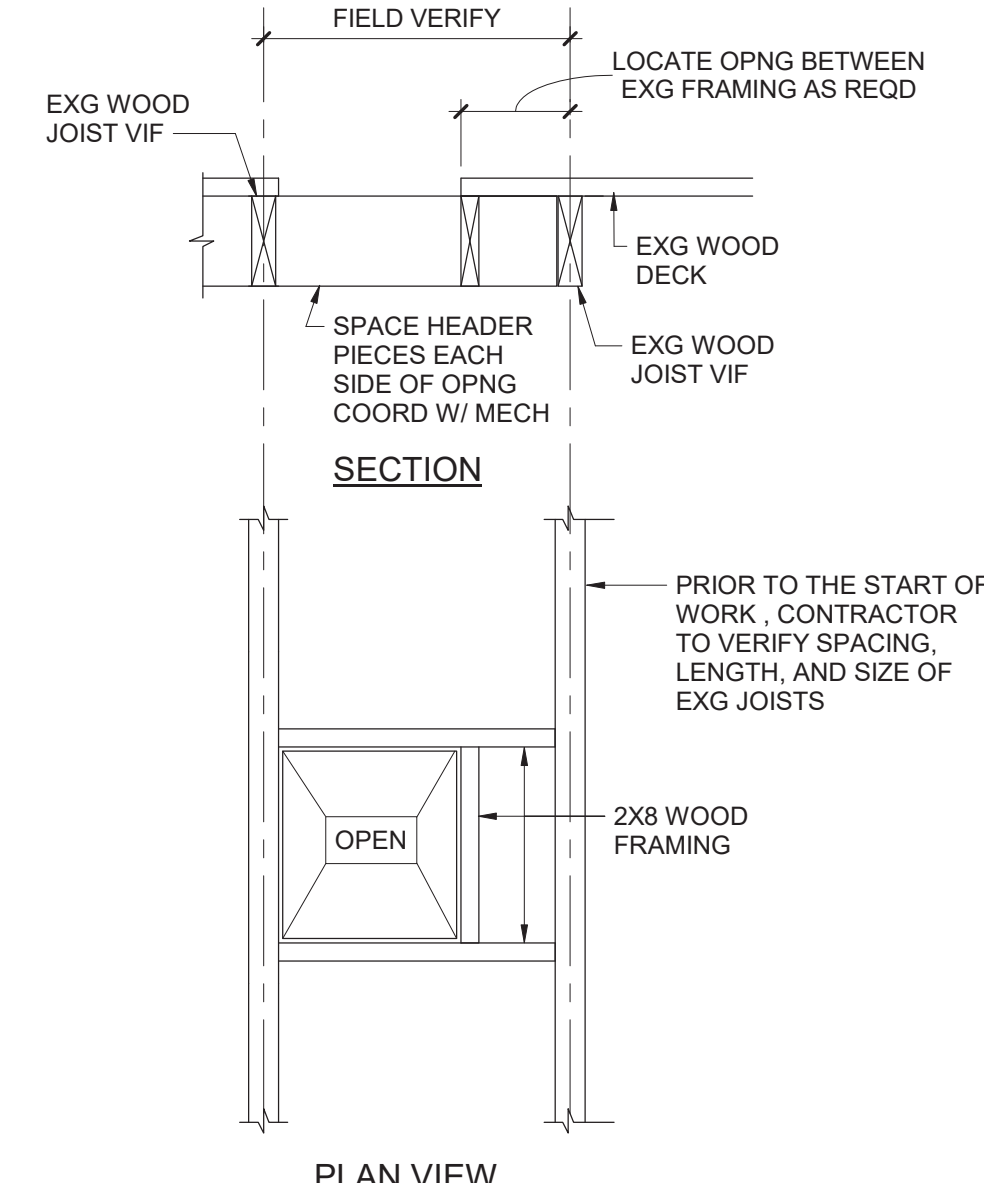 FIELD VERIFY
LOCATE OPNG BETWEEN
EXG FRAMING AS REQD
EXG WOOD
JOIST VIF
EXG WOOD
DECK
SPACE HEADER
PIECES EACH
SIDE OF OPNG
COORD W/ MECH
EXG WOOD
JOIST VIF
SECTION
PRIOR TO THE START OF
WORK , CONTRACTOR
TO VERIFY SPACING,
LENGTH, AND SIZE OF
EXG JOISTS
2X8 WOOD
FRAMING
OPEN
PLAN VIEW